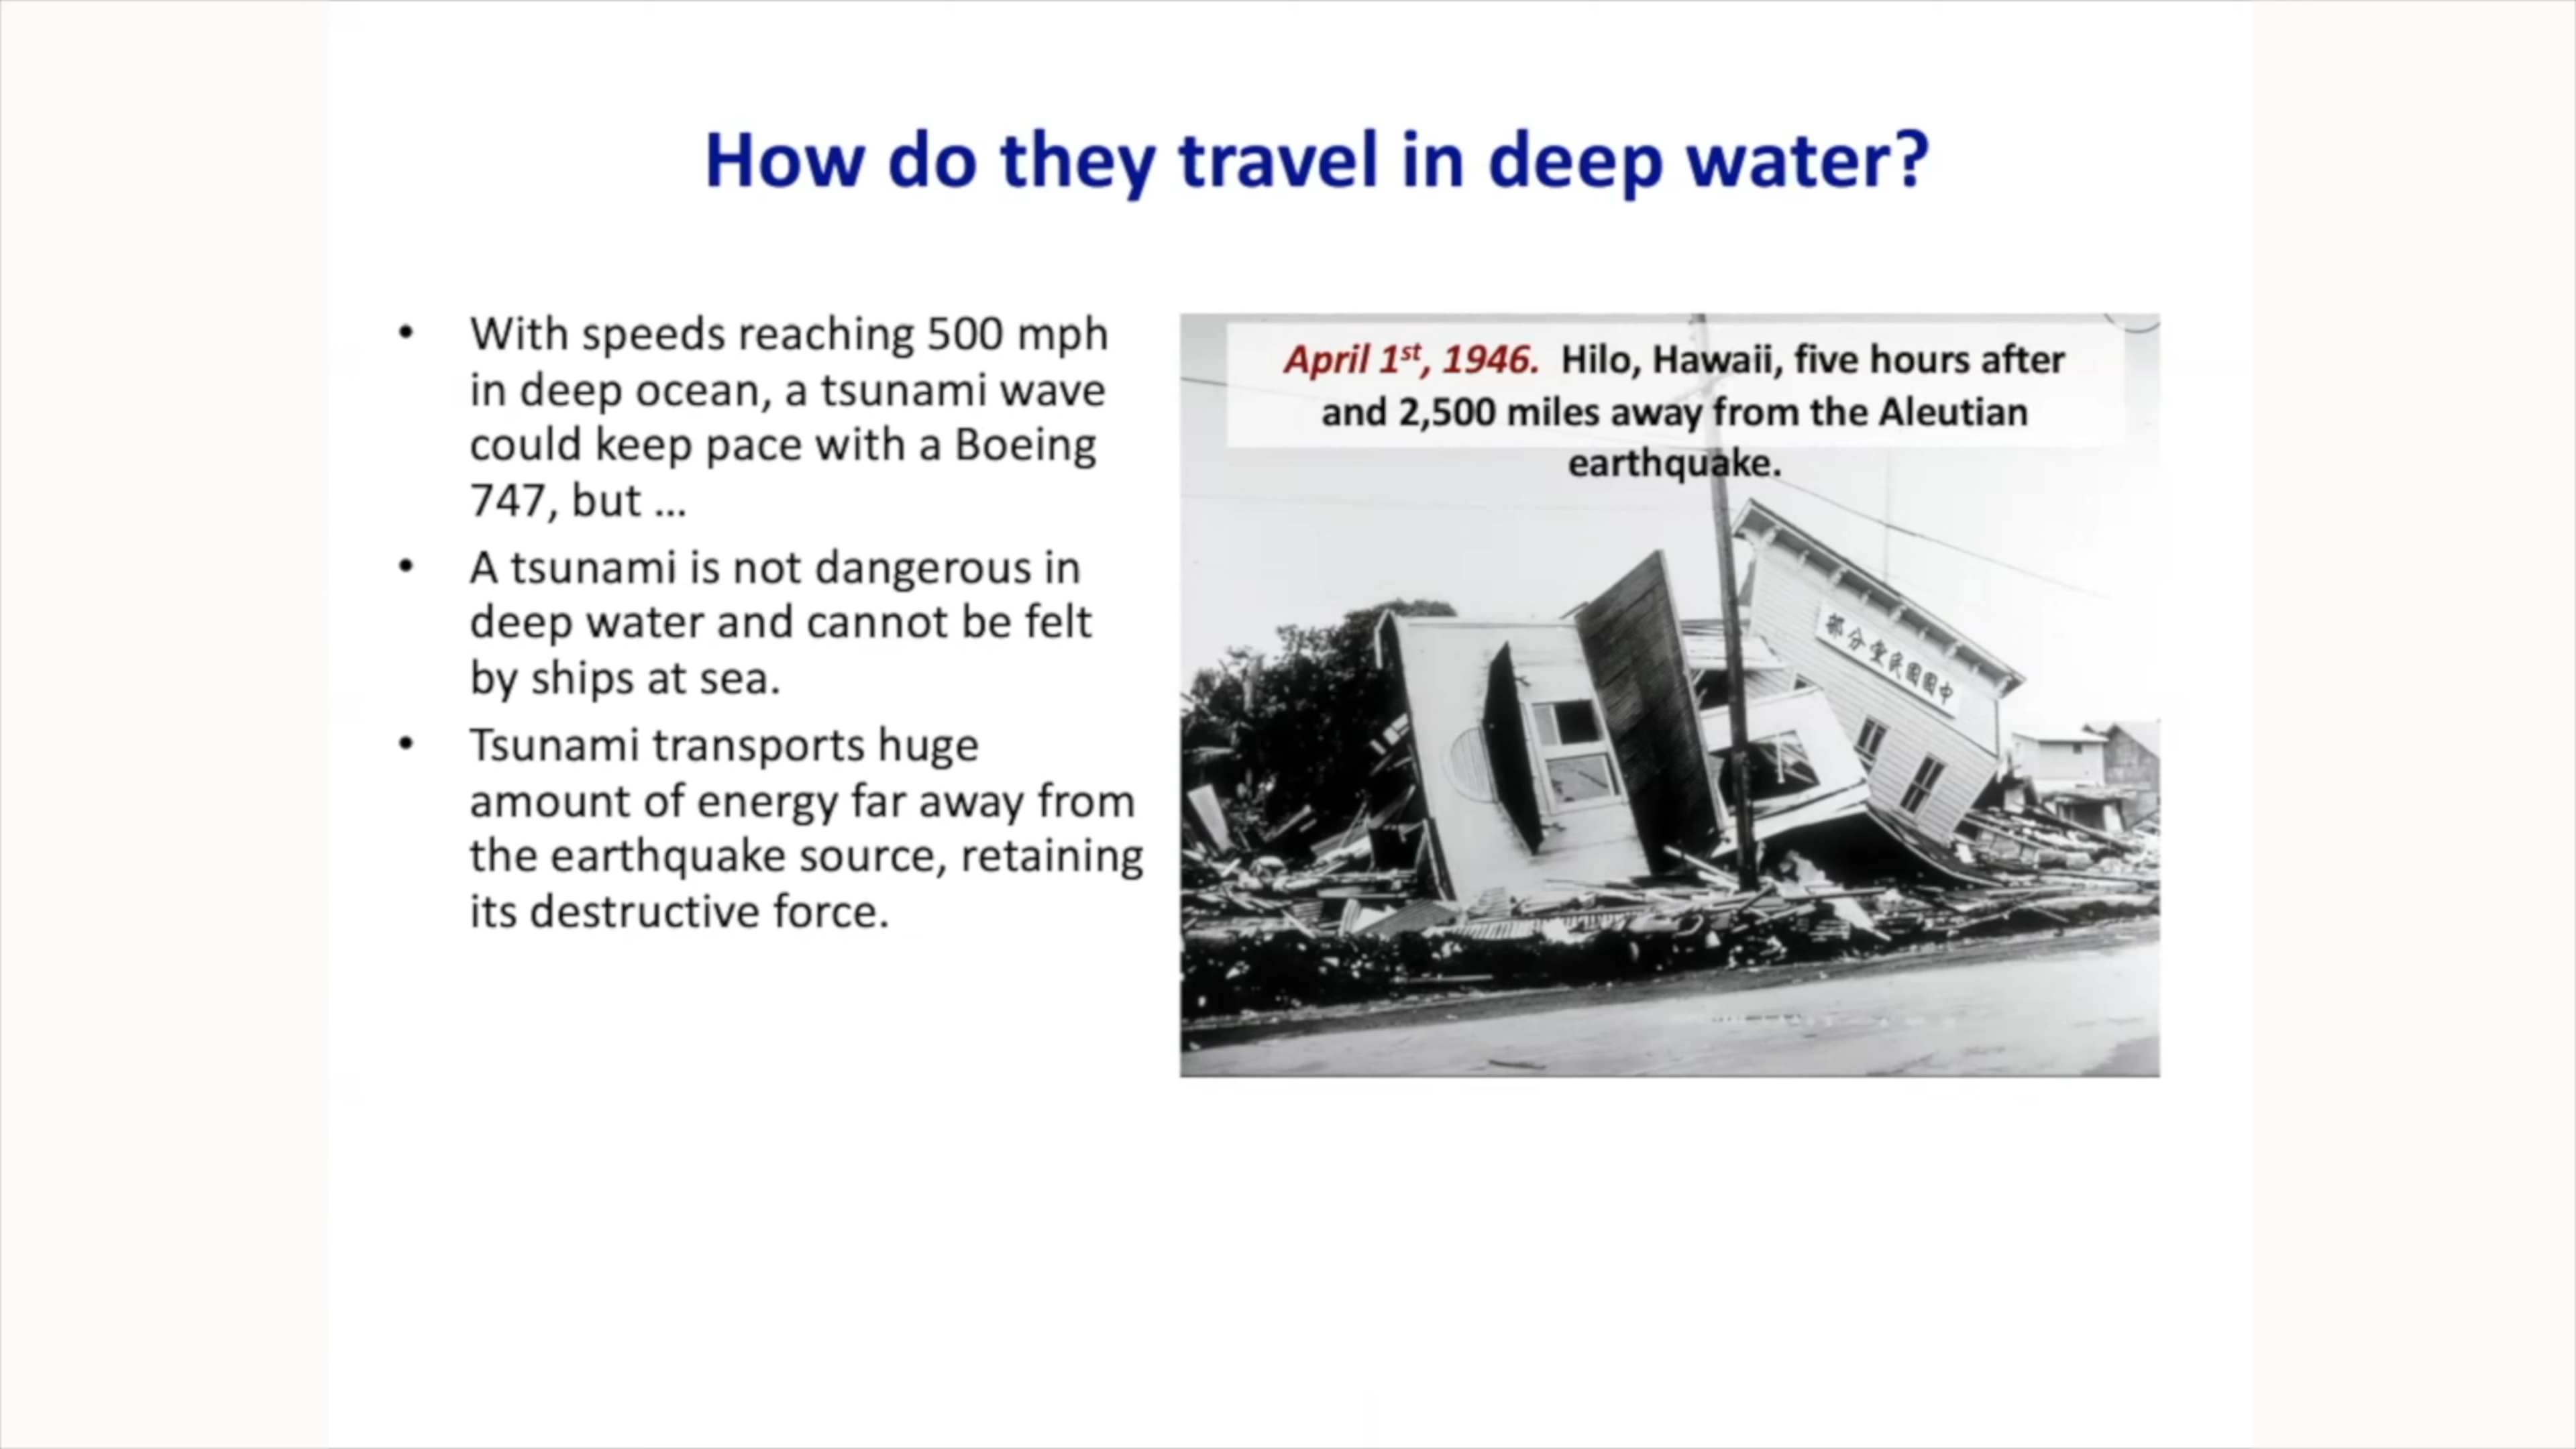 How do they travel in deep water?
• With speeds reaching 500 mph
in deep ocean, a tsunami wave
could keep pace with a Boeing
747, but ...
• A tsunami is not dangerous in
deep water and cannot be felt
by ships at sea.
• Tsunami transports huge
amount of energy far away from
the earthquake source, retaining
its destructive force.
April 1st, 1946. Hilo, Hawaii, five hours after
and 2,500 miles away from the Aleutian
earthquake.
部分黨民國國中